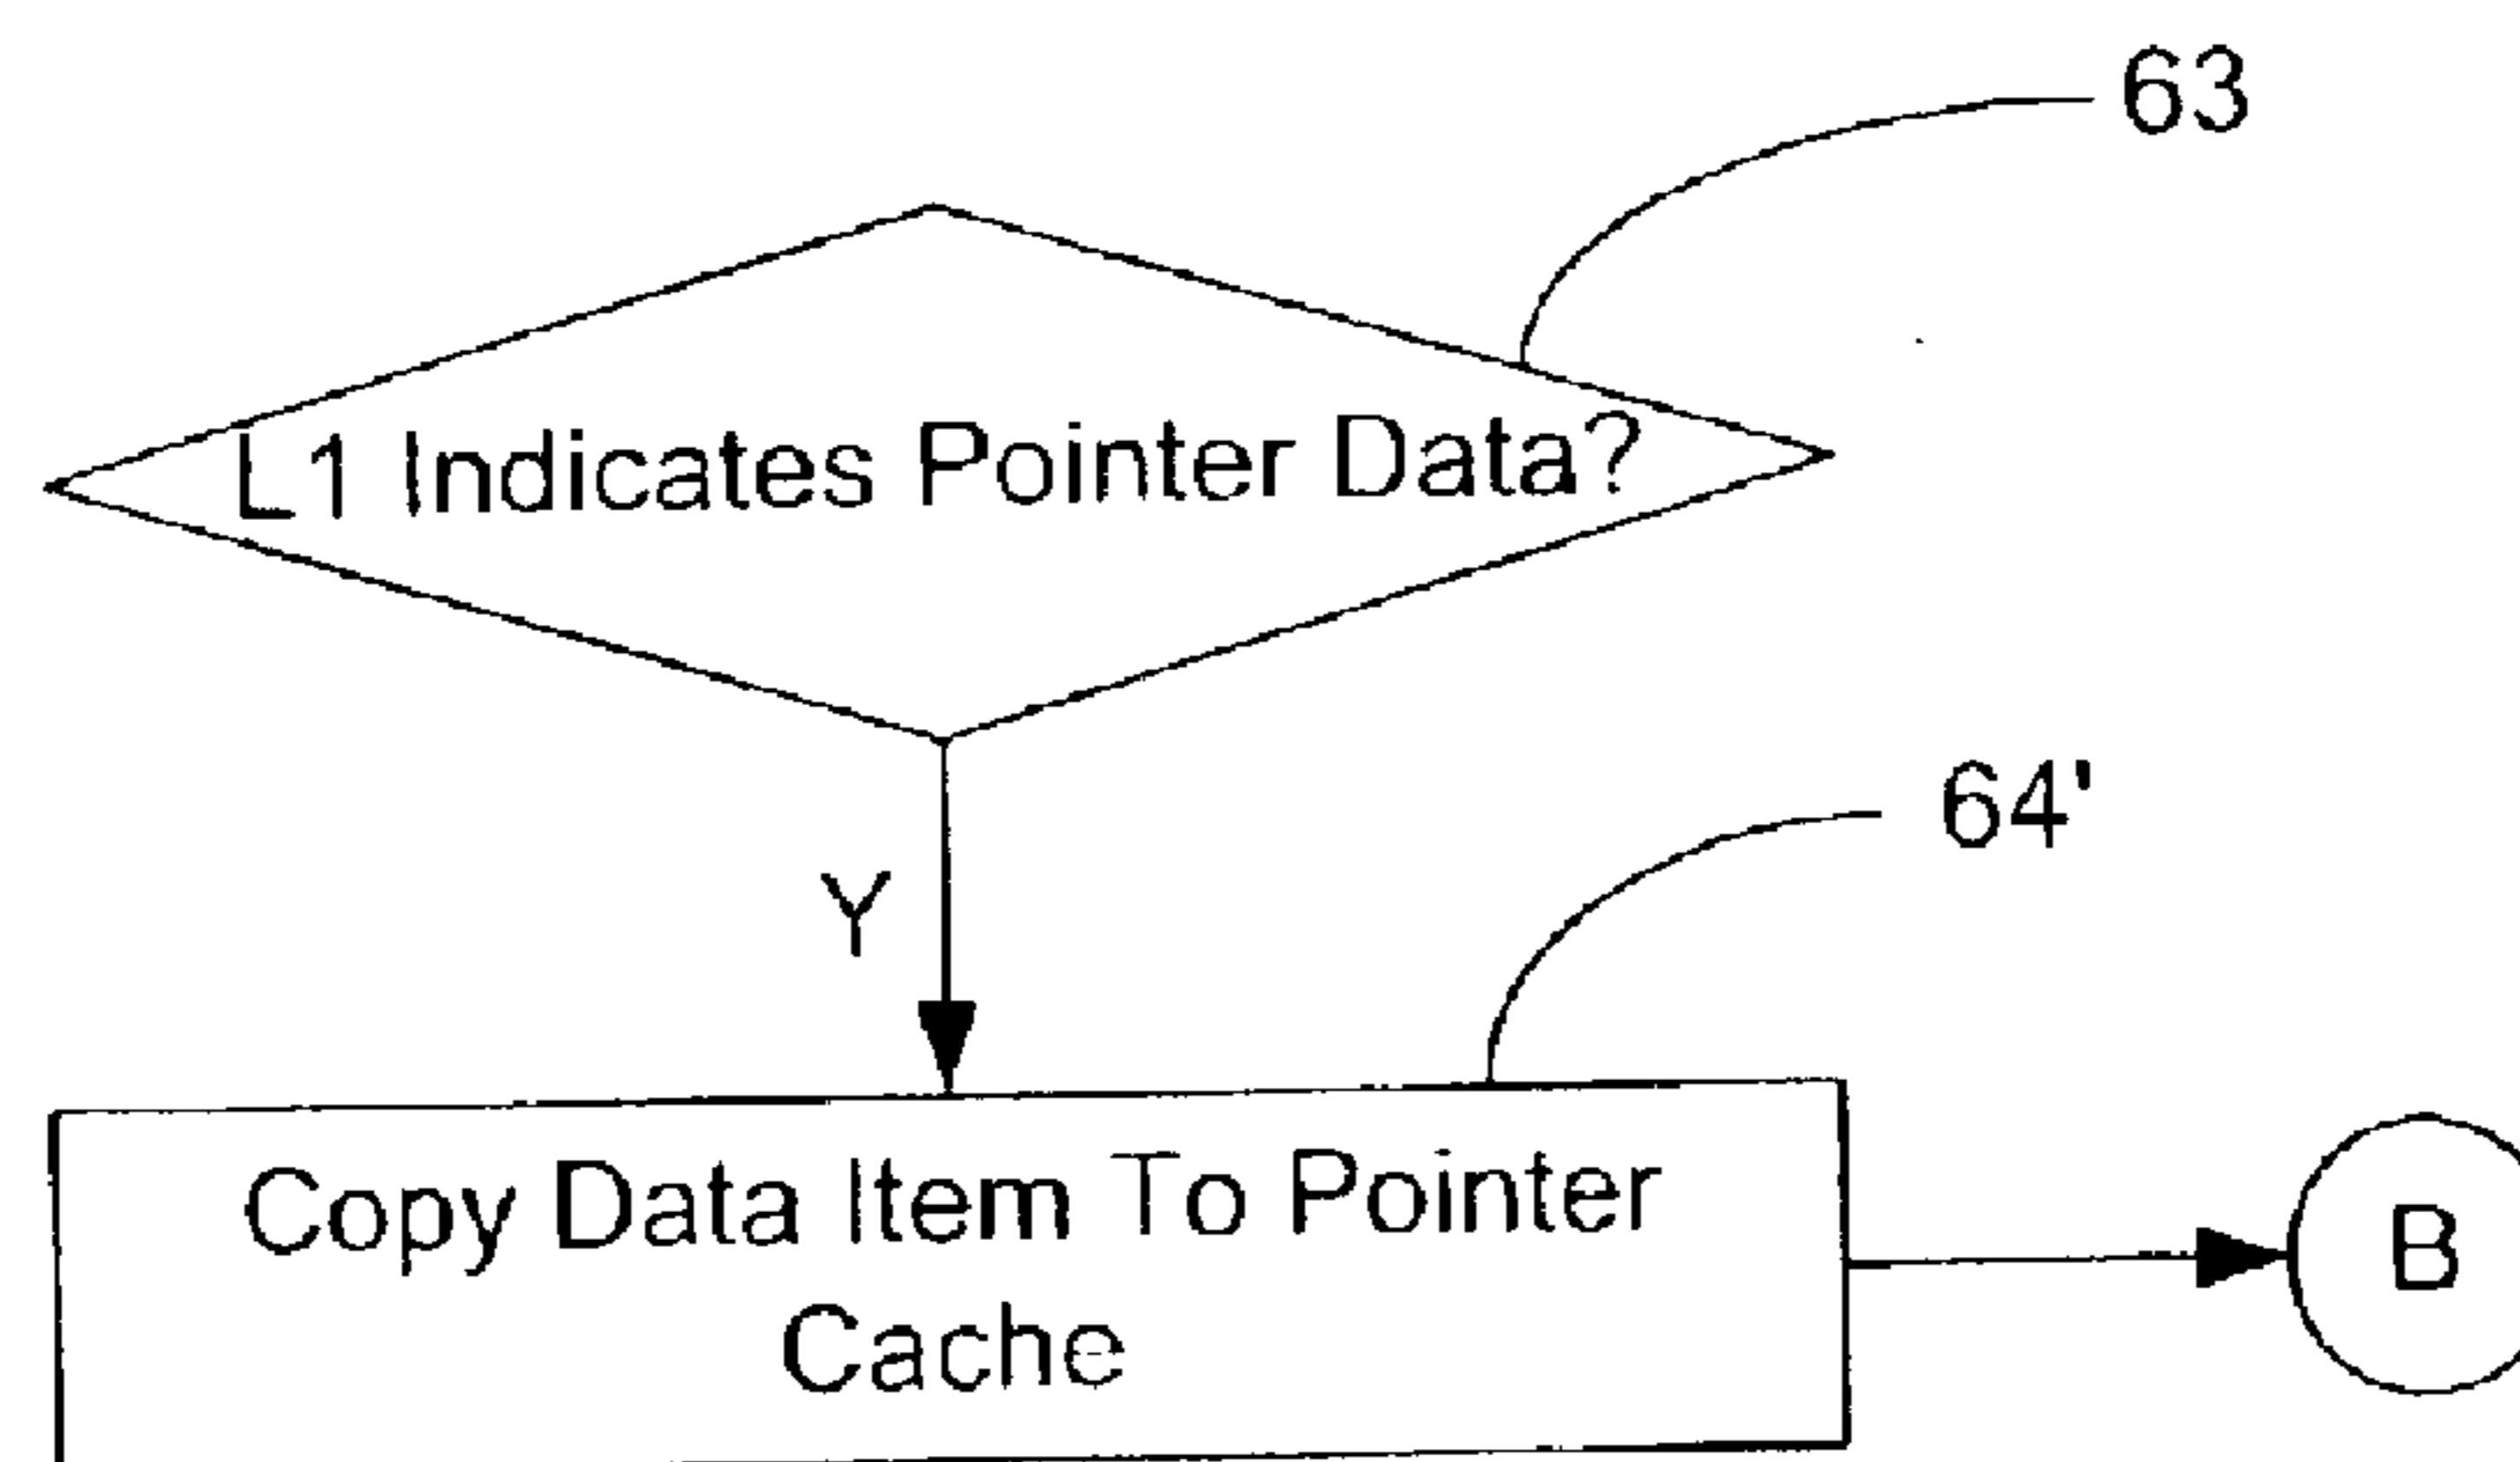 63
L1 Indicates Pointer Data?
64'
Y
Copy Data Item To Pointer
Cache
B